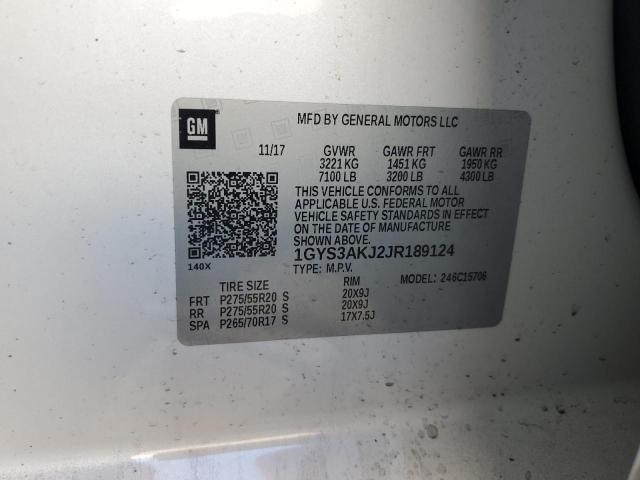 GM
MFD BY GENERAL MOTORS LLC
11/17 GVWR GAWR FRT GAWR RR
3221 KG 1451 KG 1950 KG
7100 LB 3200 LB 4300 LB
THIS VEHICLE CONFORMS TO ALL
APPLICABLE U.S. FEDERAL MOTOR
VEHICLE SAFETY STANDARDS IN EFFECT
ON THE DATE OF MANUFACTURE
SHOWN ABOVE.
140X 1GYS3AKJ2JR189124
TYPE: M.P.V. MODEL: 246C15706
TIRE SIZE RIM
FRT P275/55R20 S 20X9J
RR P275/55R20 S 20X9J
SPA P265/70R17 S 17X7.5J